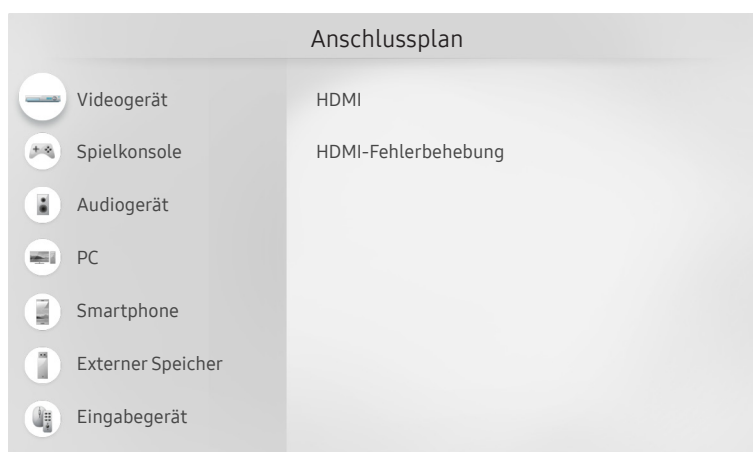 Anschlussplan
Videogerät
HDMI
Spielkonsole
HDMI-Fehlerbehebung
Audiogerät
PC
Smartphone
Externer Speicher
Eingabegerät